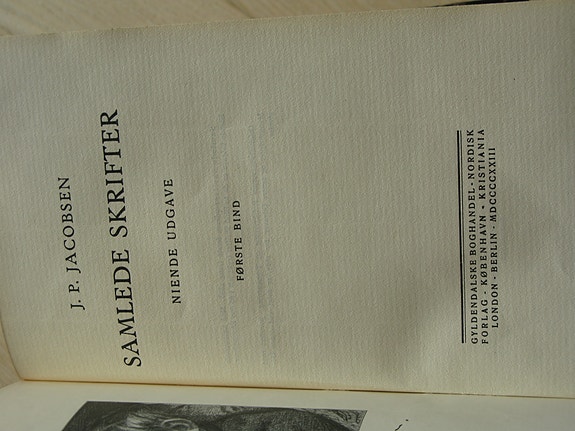 J. P. JACOBSEN
SAMLEDE SKRIFTER
NIENDE UDGAVE
FØRSTE BIND
GYLDENDALSKE BOGHANDEL - NORDISK
FORLAG - KØBENHAVN - KRISTIANIA
LONDON - BERLIN - MDCCCCXXIII